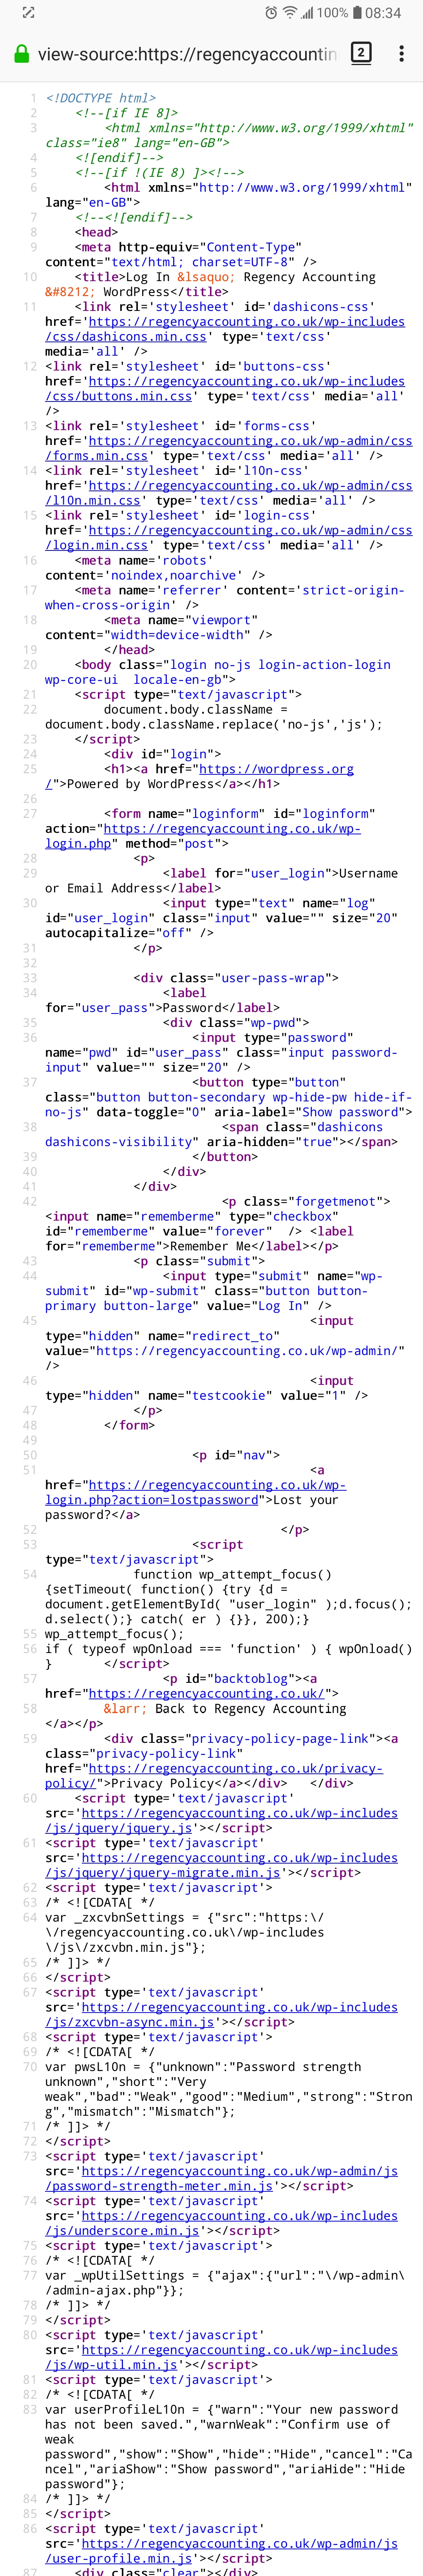 100% 08:34
view-source:https://regencyaccountin 2
1 <!DOCTYPE html>
2 <!--[if IE 8]>
3 <html xmlns="http://www.w3.org/1999/xhtml"
class="ie8" lang="en-GB">
4 <![endif]-->
5 <!--[if !(IE 8) ]><!-->
6 <html xmlns="http://www.w3.org/1999/xhtml"
lang="en-GB">
7 <!--<![endif]-->
8 <head>
9 <meta http-equiv="Content-Type"
content="text/html; charset=UTF-8" />
10 <title>Log In &lsaquo; Regency Accounting
&#8212; WordPress</title>
11 <link rel='stylesheet' id='dashicons-css'
href='https://regencyaccounting.co.uk/wp-includes
/css/dashicons.min.css' type='text/css'
media='all' />
12 <link rel='stylesheet' id='buttons-css'
href='https://regencyaccounting.co.uk/wp-includes
/css/buttons.min.css' type='text/css' media='all'
/>
13 <link rel='stylesheet' id='forms-css'
href='https://regencyaccounting.co.uk/wp-admin/css
/forms.min.css' type='text/css' media='all' />
14 <link rel='stylesheet' id='l10n-css'
href='https://regencyaccounting.co.uk/wp-admin/css
/l10n.min.css' type='text/css' media='all' />
15 <link rel='stylesheet' id='login-css'
href='https://regencyaccounting.co.uk/wp-admin/css
/login.min.css' type='text/css' media='all' />
16 <meta name='robots'
content='noindex,noarchive' />
17 <meta name='referrer' content='strict-origin-
when-cross-origin' />
18 <meta name="viewport"
content="width=device-width" />
19 </head>
20 <body class="login no-js login-action-login
wp-core-ui  locale-en-gb">
21 <script type="text/javascript">
22 document.body.className =
document.body.className.replace('no-js','js');
23 </script>
24 <div id="login">
25 <h1><a href="https://wordpress.org
/">Powered by WordPress</a></h1>
26
27 <form name="loginform" id="loginform"
action="https://regencyaccounting.co.uk/wp-
login.php" method="post">
28 <p>
29 <label for="user_login">Username
or Email Address</label>
30 <input type="text" name="log"
id="user_login" class="input" value="" size="20"
autocapitalize="off" />
31 </p>
32
33 <div class="user-pass-wrap">
34 <label
for="user_pass">Password</label>
35 <div class="wp-pwd">
36 <input type="password"
name="pwd" id="user_pass" class="input password-
input" value="" size="20" />
37 <button type="button"
class="button button-secondary wp-hide-pw hide-if-
no-js" data-toggle="0" aria-label="Show password">
38 <span class="dashicons
dashicons-visibility" aria-hidden="true"></span>
39 </button>
40 </div>
41 </div>
42 <p class="forgetmenot">
<input name="rememberme" type="checkbox"
id="rememberme" value="forever"  /> <label
for="rememberme">Remember Me</label></p>
43 <p class="submit">
44 <input type="submit" name="wp-
submit" id="wp-submit" class="button button-
primary button-large" value="Log In" />
45 <input
type="hidden" name="redirect_to"
value="https://regencyaccounting.co.uk/wp-admin/"
/>
46 <input
type="hidden" name="testcookie" value="1" />
47 </p>
48 </form>
49
50 <p id="nav">
51 <a
href="https://regencyaccounting.co.uk/wp-
login.php?action=lostpassword">Lost your
password?</a>
52 </p>
53 <script
type="text/javascript">
54 function wp_attempt_focus()
{setTimeout( function() {try {d =
document.getElementById( "user_login" );d.focus();
d.select();} catch( er ) {}}, 200);}
55 wp_attempt_focus();
56 if ( typeof wpOnload === 'function' ) { wpOnload()
} </script>
57 <p id="backtoblog"><a
href="https://regencyaccounting.co.uk/">
58 &larr; Back to Regency Accounting
</a></p>
59 <div class="privacy-policy-page-link"><a
class="privacy-policy-link"
href="https://regencyaccounting.co.uk/privacy-
policy/">Privacy Policy</a></div> </div>
60 <script type='text/javascript'
src='https://regencyaccounting.co.uk/wp-includes
/js/jquery/jquery.js'></script>
61 <script type='text/javascript'
src='https://regencyaccounting.co.uk/wp-includes
/js/jquery/jquery-migrate.min.js'></script>
62 <script type='text/javascript'>
63 /* <![CDATA[ */
64 var _zxcvbnSettings = {"src":"https:\/
\/regencyaccounting.co.uk\/wp-includes
\/js\/zxcvbn.min.js"};
65 /* ]]> */
66 </script>
67 <script type='text/javascript'
src='https://regencyaccounting.co.uk/wp-includes
/js/zxcvbn-async.min.js'></script>
68 <script type='text/javascript'>
69 /* <![CDATA[ */
70 var pwsL10n = {"unknown":"Password strength
unknown","short":"Very
weak","bad":"Weak","good":"Medium","strong":"Stron
g","mismatch":"Mismatch"};
71 /* ]]> */
72 </script>
73 <script type='text/javascript'
src='https://regencyaccounting.co.uk/wp-admin/js
/password-strength-meter.min.js'></script>
74 <script type='text/javascript'
src='https://regencyaccounting.co.uk/wp-includes
/js/underscore.min.js'></script>
75 <script type='text/javascript'>
76 /* <![CDATA[ */
77 var _wpUtilSettings = {"ajax":{"url":"\/wp-admin\
/admin-ajax.php"}};
78 /* ]]> */
79 </script>
80 <script type='text/javascript'
src='https://regencyaccounting.co.uk/wp-includes
/js/wp-util.min.js'></script>
81 <script type='text/javascript'>
82 /* <![CDATA[ */
83 var userProfileL10n = {"warn":"Your new password
has not been saved.","warnWeak":"Confirm use of
weak
password","show":"Show","hide":"Hide","cancel":"Ca
ncel","ariaShow":"Show password","ariaHide":"Hide
password"};
84 /* ]]> */
85 </script>
86 <script type='text/javascript'
src='https://regencyaccounting.co.uk/wp-admin/js
/user-profile.min.js'></script>
87 <div class="clear"></div>